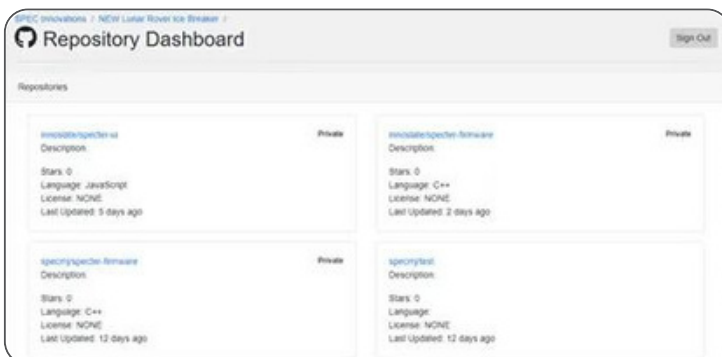 SPEC Innovations / NEW Lunar Rover Ice Breaker /
Repository Dashboard
Sign Out
Repositories
innoslate/specter-ui
Private
Description:
Stars: 0
Language: JavaScript
License: NONE
Last Updated: 5 days ago
innoslate/specter-firmware
Private
Description:
Stars: 0
Language: C++
License: NONE
Last Updated: 2 days ago
specmj/specter-firmware
Private
Description:
Stars: 0
Language: C++
License: NONE
Last Updated: 12 days ago
Description:
Stars: 0
Language:
License: NONE
Last Updated: 12 days ago